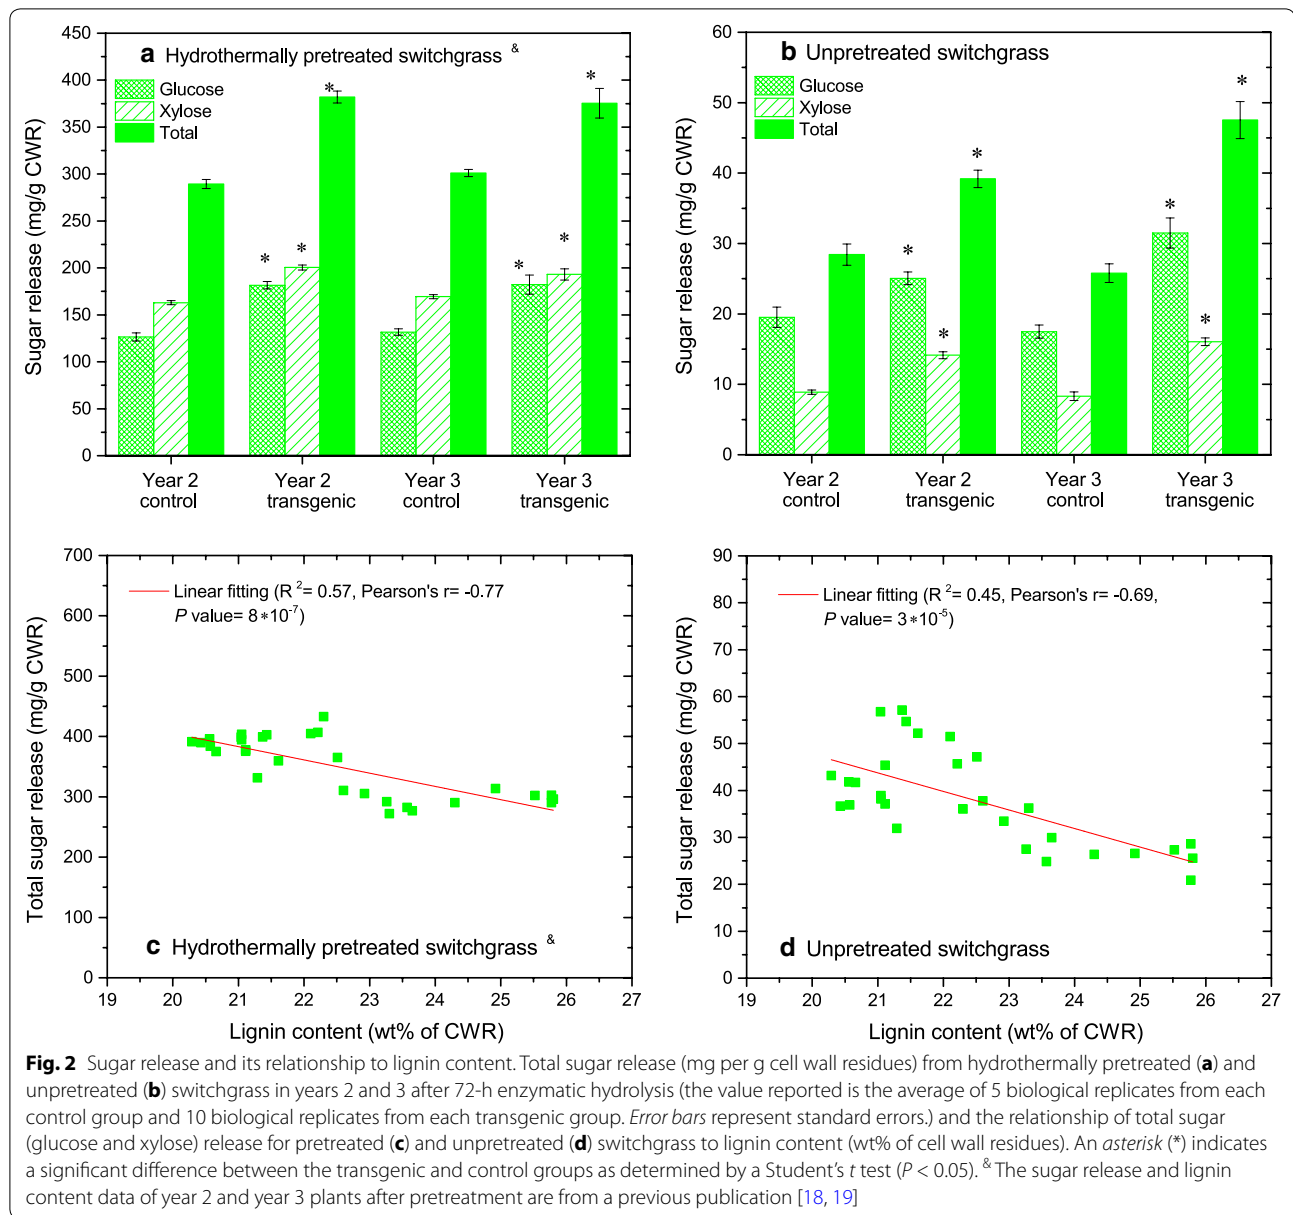 a Hydrothermally pretreated switchgrass &
Glucose
Xylose
Total
Sugar release (mg/g CWR)
450
400
350
300
250
200
150
100
50
0
* * * * * *
Year 2 control
Year 2 transgenic
Year 3 control
Year 3 transgenic
b Unpretreated switchgrass
Glucose
Xylose
Total
Sugar release (mg/g CWR)
60
50
40
30
20
10
0
* * * * * *
Year 2 control
Year 2 transgenic
Year 3 control
Year 3 transgenic
Linear fitting (R²= 0.57, Pearson's r= -0.77
P value= 8*10⁻⁷)
Total sugar release (mg/g CWR)
700
600
500
400
300
200
100
0
c Hydrothermally pretreated switchgrass &
19 20 21 22 23 24 25 26 27
Lignin content (wt% of CWR)
Linear fitting (R²= 0.45, Pearson's r= -0.69,
P value= 3*10⁻⁵)
Total sugar release (mg/g CWR)
90
80
70
60
50
40
30
20
10
0
d Unpretreated switchgrass
19 20 21 22 23 24 25 26 27
Lignin content (wt% of CWR)
Fig. 2 Sugar release and its relationship to lignin content. Total sugar release (mg per g cell wall residues) from hydrothermally pretreated (a) and
unpretreated (b) switchgrass in years 2 and 3 after 72-h enzymatic hydrolysis (the value reported is the average of 5 biological replicates from each
control group and 10 biological replicates from each transgenic group. Error bars represent standard errors.) and the relationship of total sugar
(glucose and xylose) release for pretreated (c) and unpretreated (d) switchgrass to lignin content (wt% of cell wall residues). An asterisk (*) indicates
a significant difference between the transgenic and control groups as determined by a Student's t test (P < 0.05). & The sugar release and lignin
content data of year 2 and year 3 plants after pretreatment are from a previous publication [18, 19]